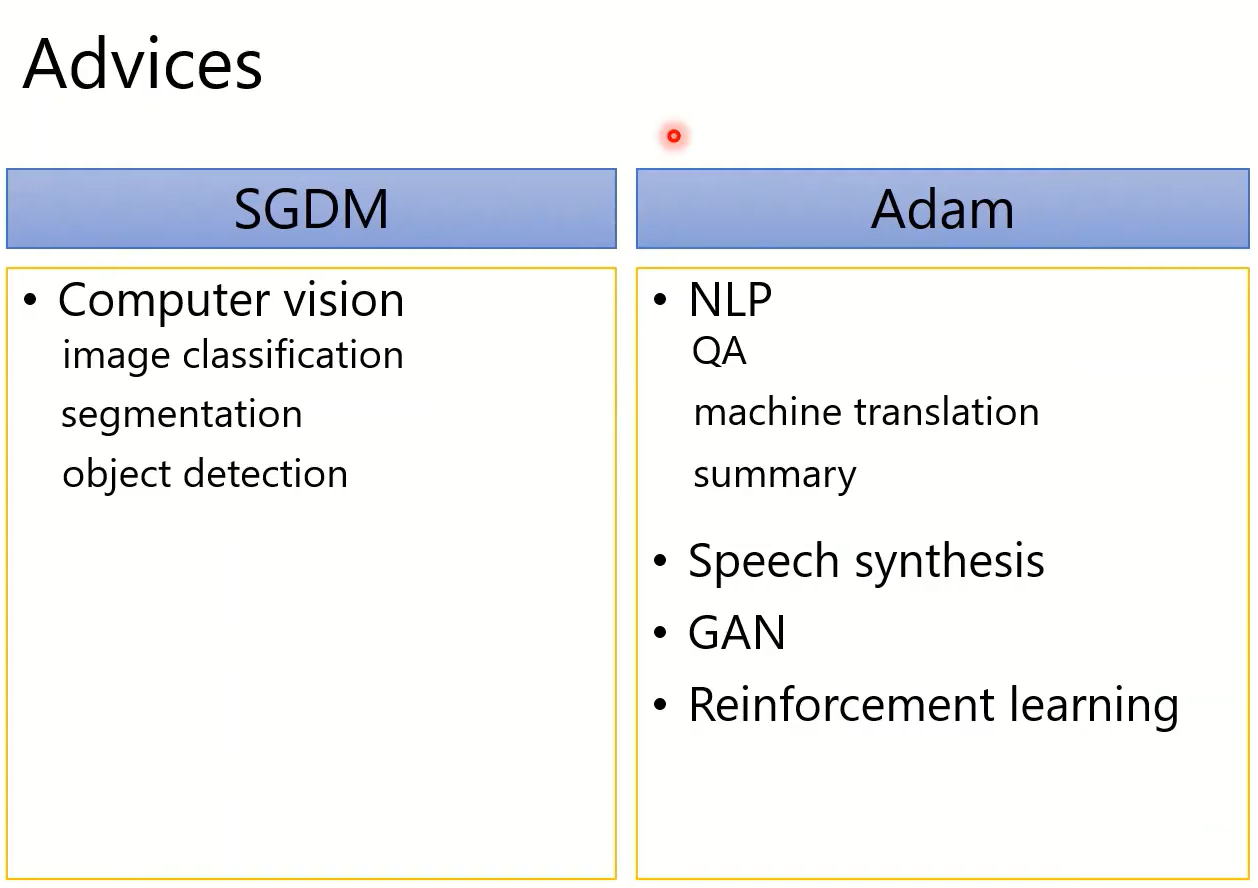 Advices
SGDM
• Computer vision
image classification
segmentation
object detection
Adam
• NLP
QA
machine translation
summary
• Speech synthesis
• GAN
• Reinforcement learning